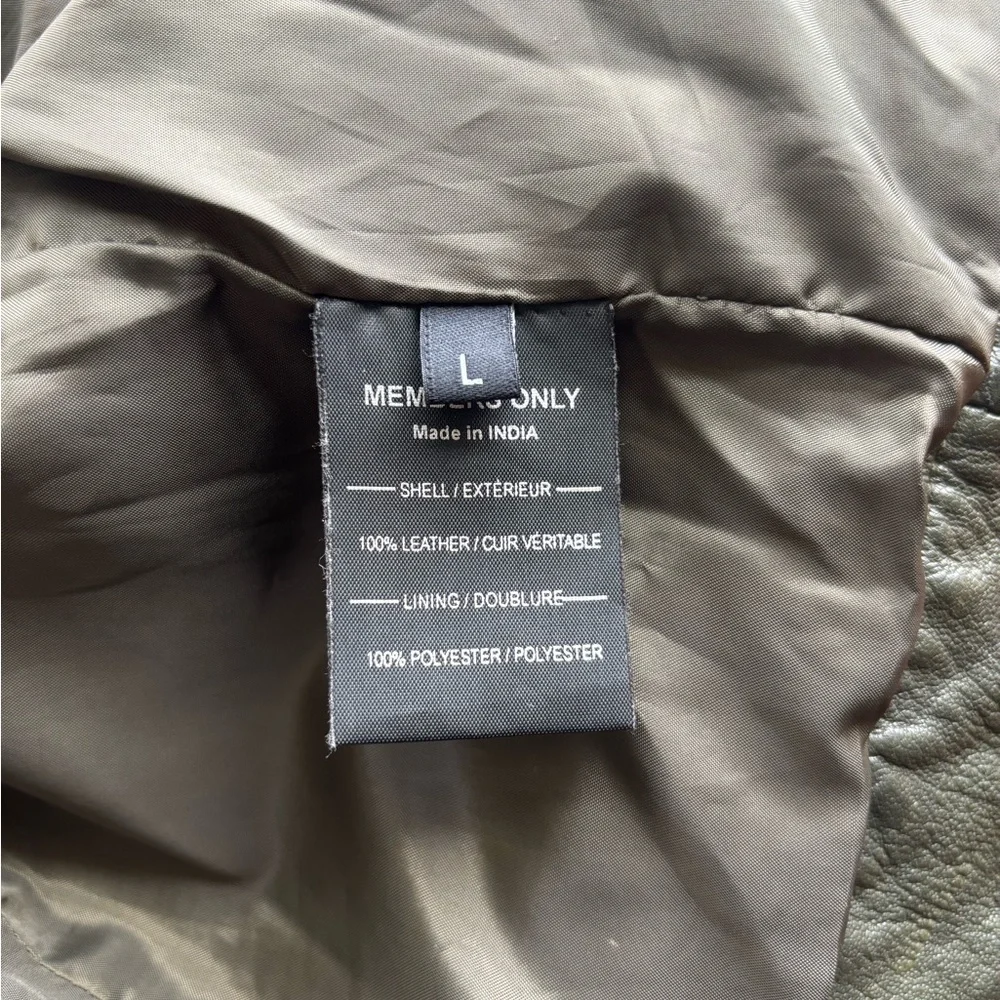 L
MEMBERS ONLY
Made in INDIA
SHELL / EXTÉRIEUR
100% LEATHER / CUIR VÉRITABLE
LINING / DOUBLURE
100% POLYESTER / POLYESTER